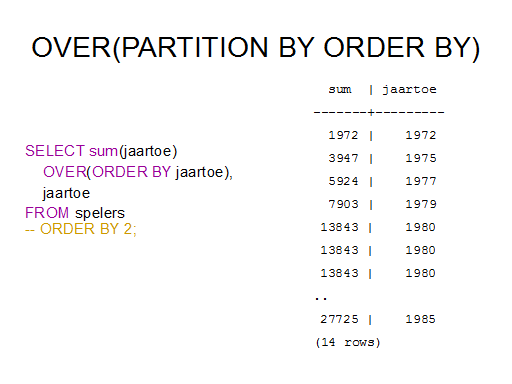 OVER(PARTITION BY ORDER BY)
SELECT sum(jaartoe)
OVER(ORDER BY jaartoe),
jaartoe
FROM spelers
-- ORDER BY 2;
sum | jaartoe
-------+---------
1972 | 1972
3947 | 1975
5924 | 1977
7903 | 1979
13843 | 1980
13843 | 1980
13843 | 1980
..
27725 | 1985
(14 rows)